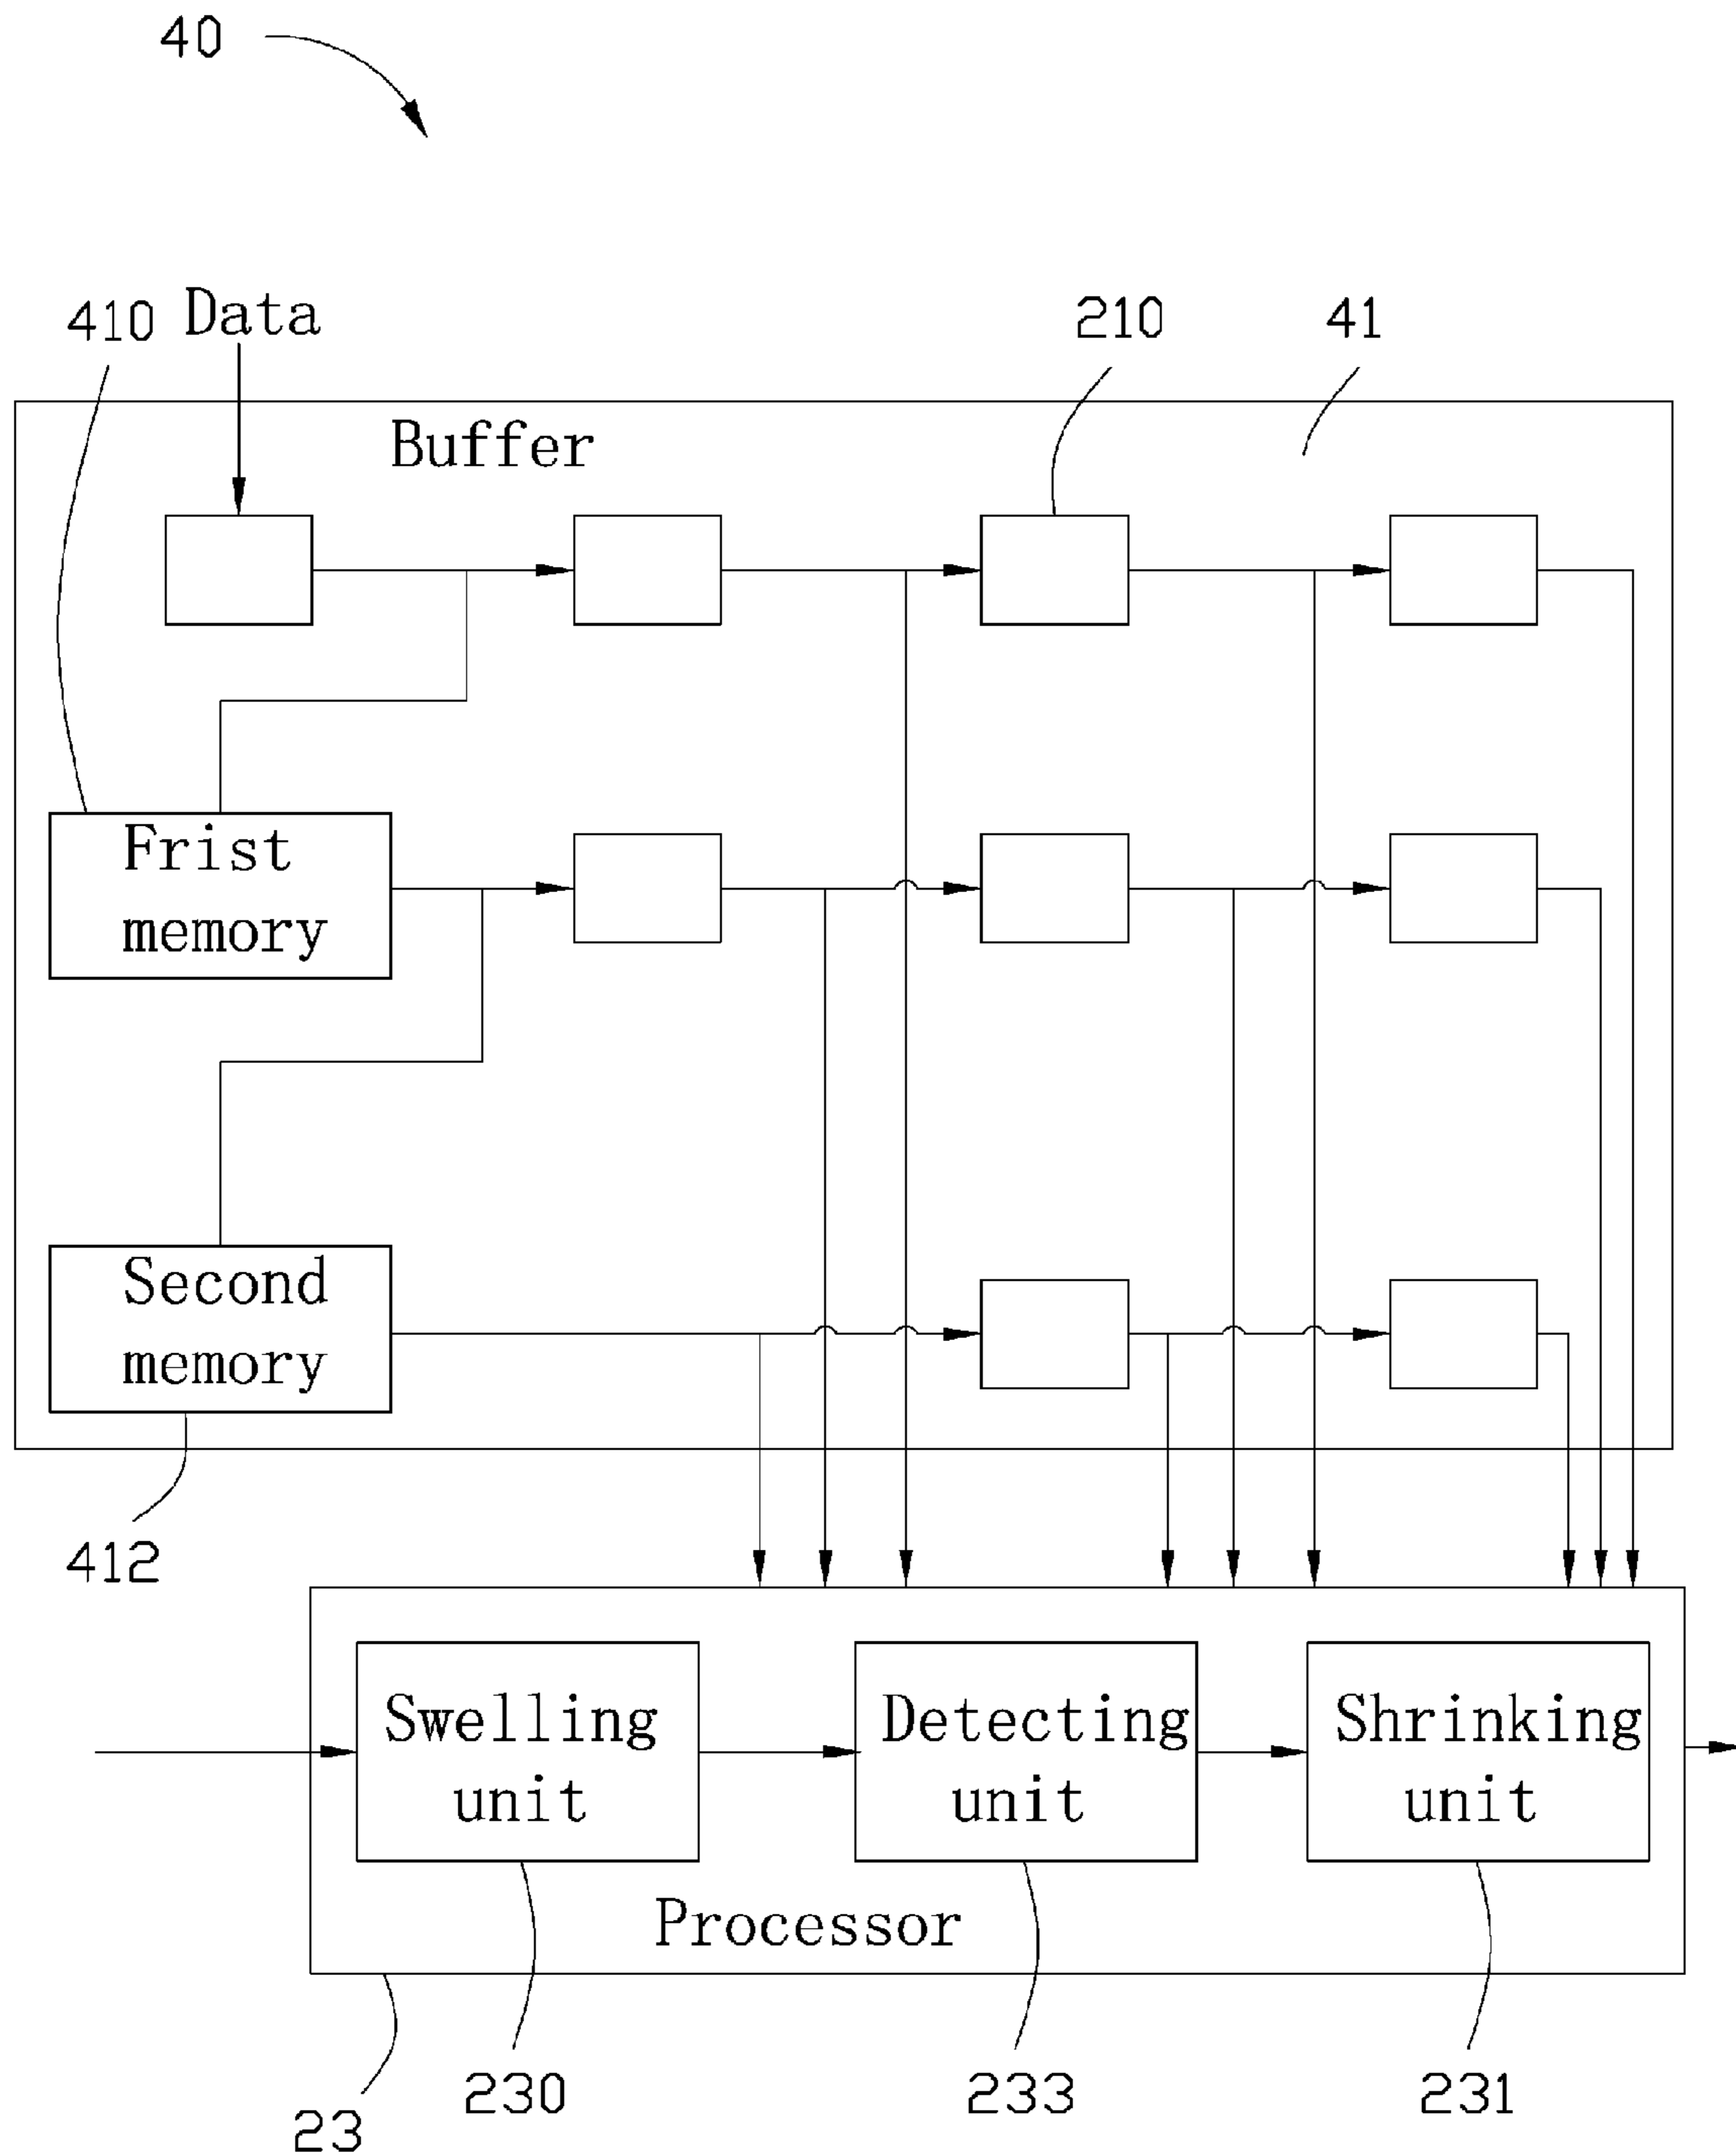 40
410 Data 210 41
Buffer
Frist
memory
Second
memory
412
Swelling
unit
Detecting
unit
Shrinking
unit
Processor
23 230 233 231